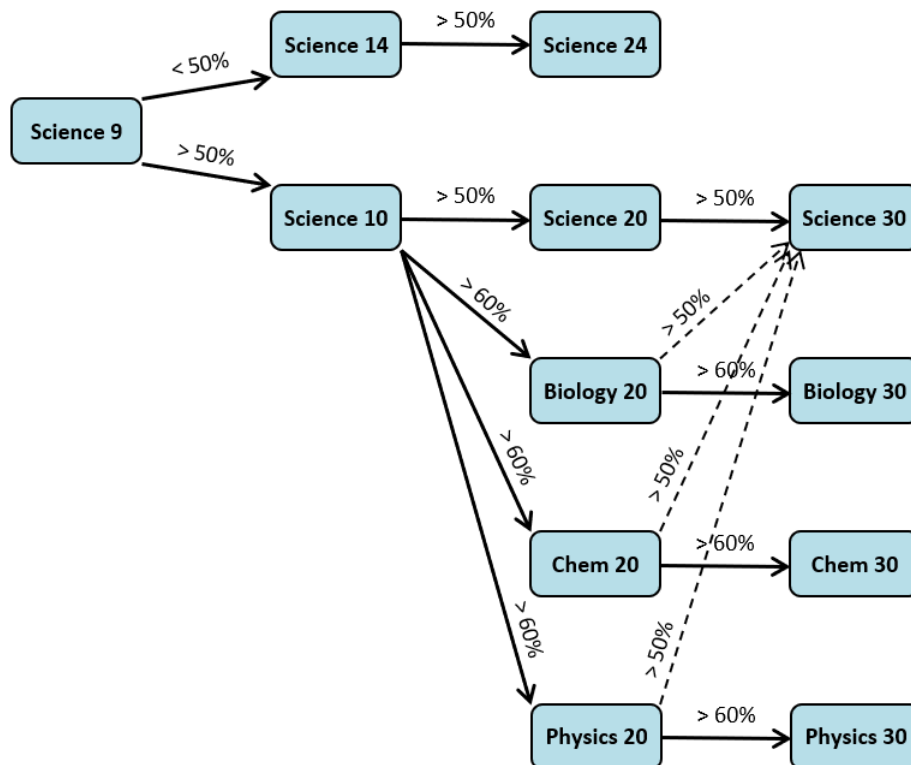 > 50%
Science 14
Science 24
< 50%
Science 9
> 50%
> 50%
> 50%
Science 10
Science 20
Science 30
> 60%
> 50%
> 60%
Biology 20
Biology 30
> 60%
> 50%
> 60%
Chem 20
Chem 30
> 60%
> 50%
> 60%
Physics 20
Physics 30